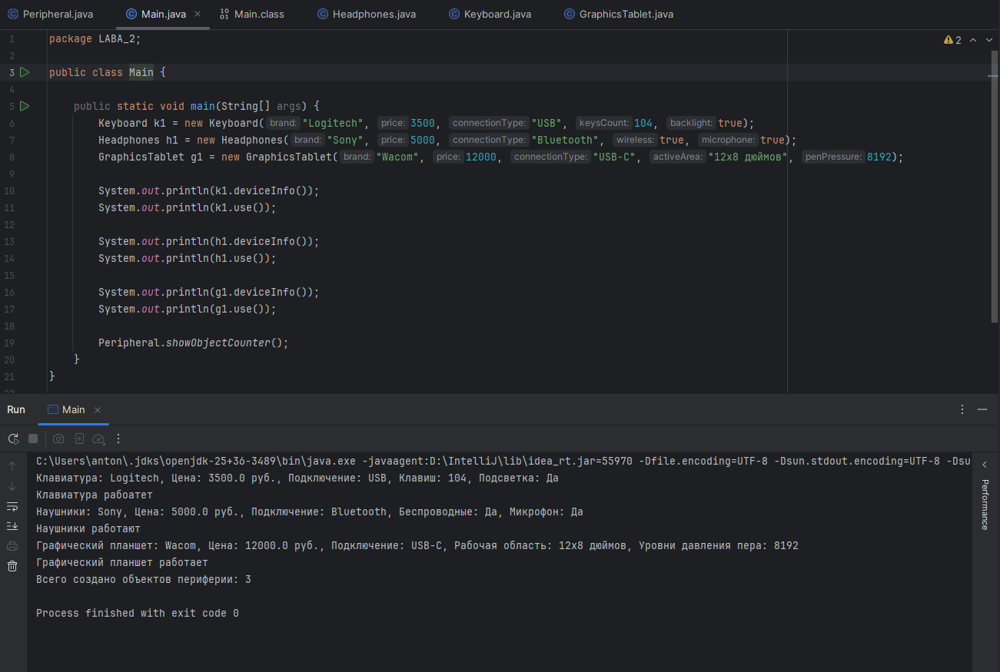 Peripheral.java Main.java Main.class Headphones.java Keyboard.java GraphicsTablet.java
1 package LABA_2; 2
2
3 public class Main {
4
5 public static void main(String[] args) {
6 Keyboard k1 = new Keyboard( brand: "Logitech", price: 3500, connectionType: "USB", keysCount: 104, backlight: true);
7 Headphones h1 = new Headphones( brand: "Sony", price: 5000, connectionType: "Bluetooth", wireless: true, microphone: true);
8 GraphicsTablet g1 = new GraphicsTablet( brand: "Wacom", price: 12000, connectionType: "USB-C", activeArea: "12x8 дюймов", penPressure: 8192);
9
10 System.out.println(k1.deviceInfo());
11 System.out.println(k1.use());
12
13 System.out.println(h1.deviceInfo());
14 System.out.println(h1.use());
15
16 System.out.println(g1.deviceInfo());
17 System.out.println(g1.use());
18
19 Peripheral.showObjectCounter();
20 }
21 }
Run Main
C:\Users\anton\.jdks\openjdk-25+36-3489\bin\java.exe -javaagent:D:\IntelliJ\lib\idea_rt.jar=55970 -Dfile.encoding=UTF-8 -Dsun.stdout.encoding=UTF-8 -Dsu
Клавиатура: Logitech, Цена: 3500.0 руб., Подключение: USB, Клавиш: 104, Подсветка: Да
Клавиатура рабоатет
Наушники: Sony, Цена: 5000.0 руб., Подключение: Bluetooth, Беспроводные: Да, Микрофон: Да
Наушники работают
Графический планшет: Wacom, Цена: 12000.0 руб., Подключение: USB-C, Рабочая область: 12x8 дюймов, Уровни давления пера: 8192
Графический планшет работает
Всего создано объектов периферии: 3
Process finished with exit code 0
Performance